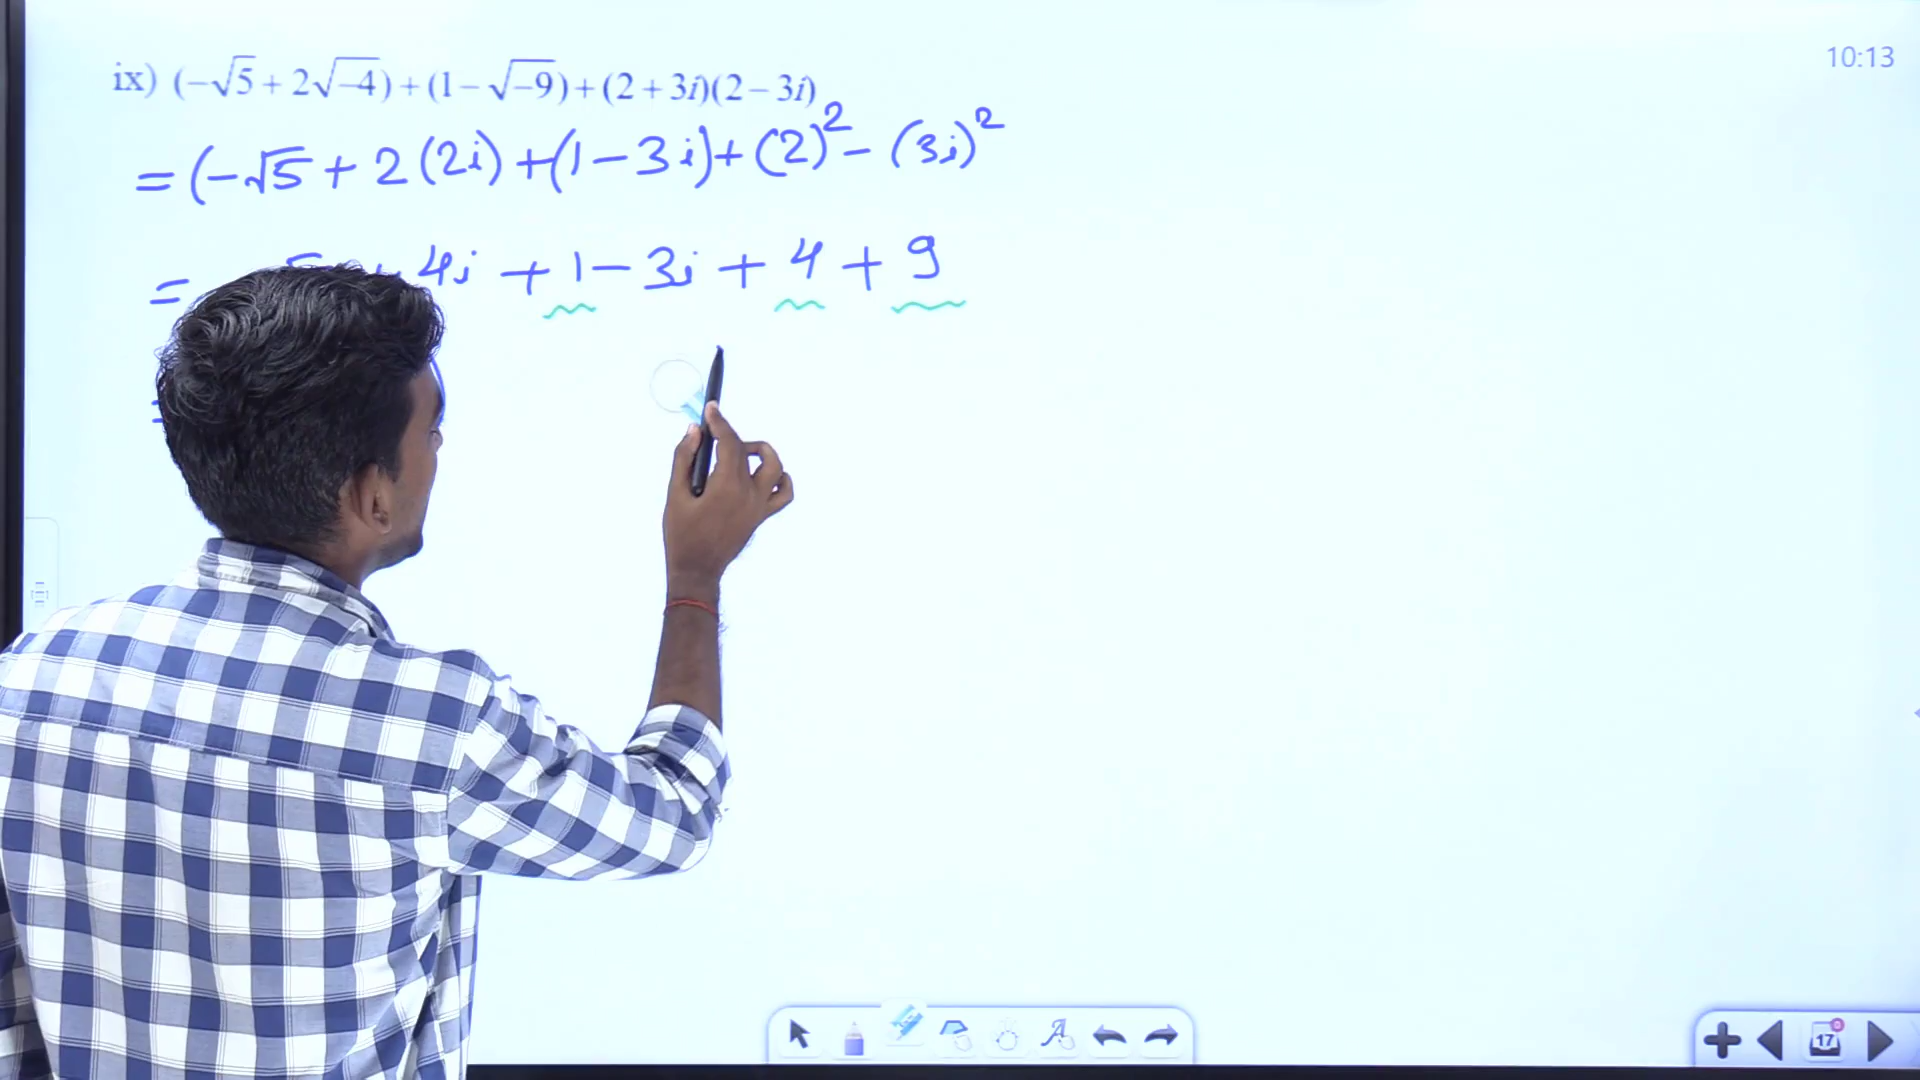 10:13
ix) (-√5 + 2√-4) + (1 - √-9) + (2 + 3i)(2 - 3i)
= (-√5 + 2 (2i) + (1 - 3i) + (2)² - (3i)²
= 4i + 1 - 3i + 4 + 9
17